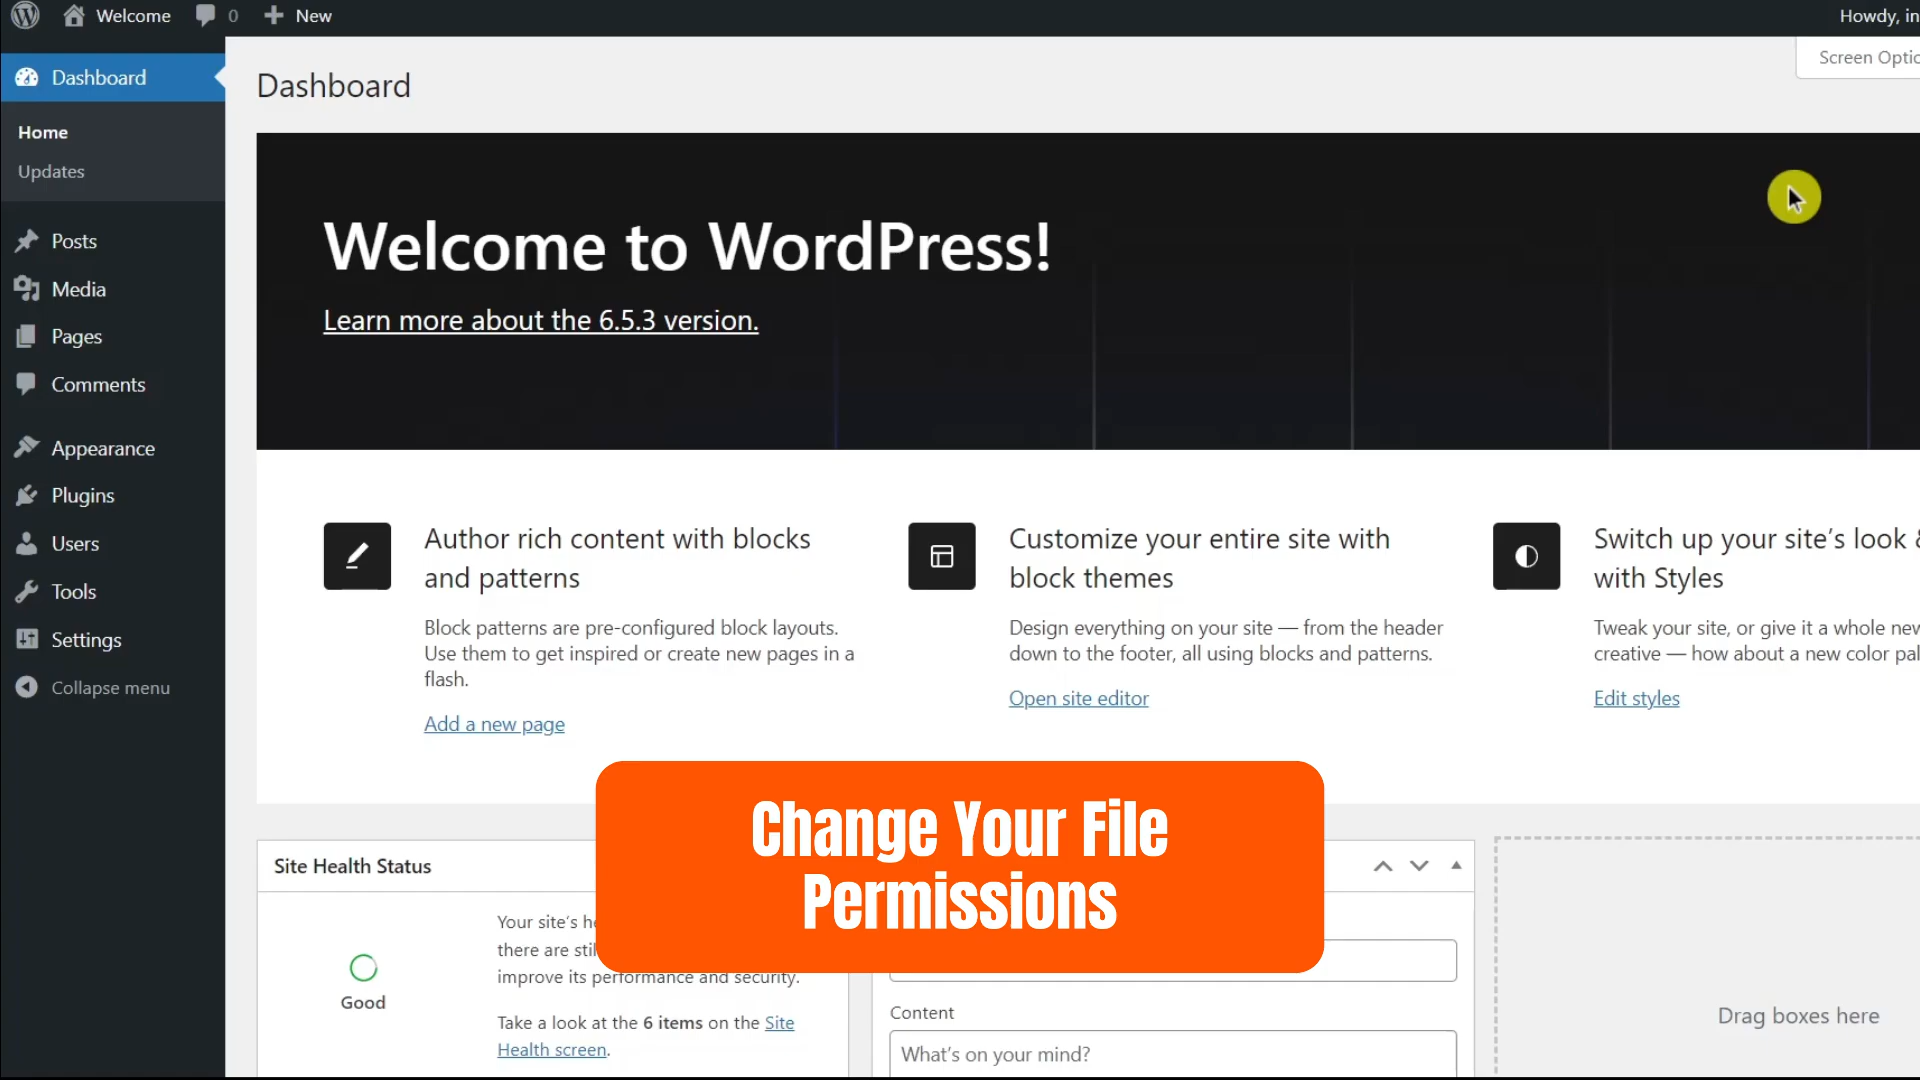 Welcome 0 New
Howdy, in
Screen Optio
Dashboard
Home
Updates
Posts
Media
Pages
Comments
Appearance
Plugins
Users
Tools
Settings
Collapse menu
Dashboard
Welcome to WordPress!
Learn more about the 6.5.3 version.
Author rich content with blocks
and patterns
Block patterns are pre-configured block layouts.
Use them to get inspired or create new pages in a
flash.
Add a new page
Customize your entire site with
block themes
Design everything on your site — from the header
down to the footer, all using blocks and patterns.
Open site editor
Switch up your site’s look &
with Styles
Tweak your site, or give it a whole new
creative — how about a new color pal
Edit styles
Change Your File
Permissions
Site Health Status
Good
Your site’s he
there are stil
improve its performance and security.
Take a look at the 6 items on the Site
Health screen.
Content
What’s on your mind?
Drag boxes here